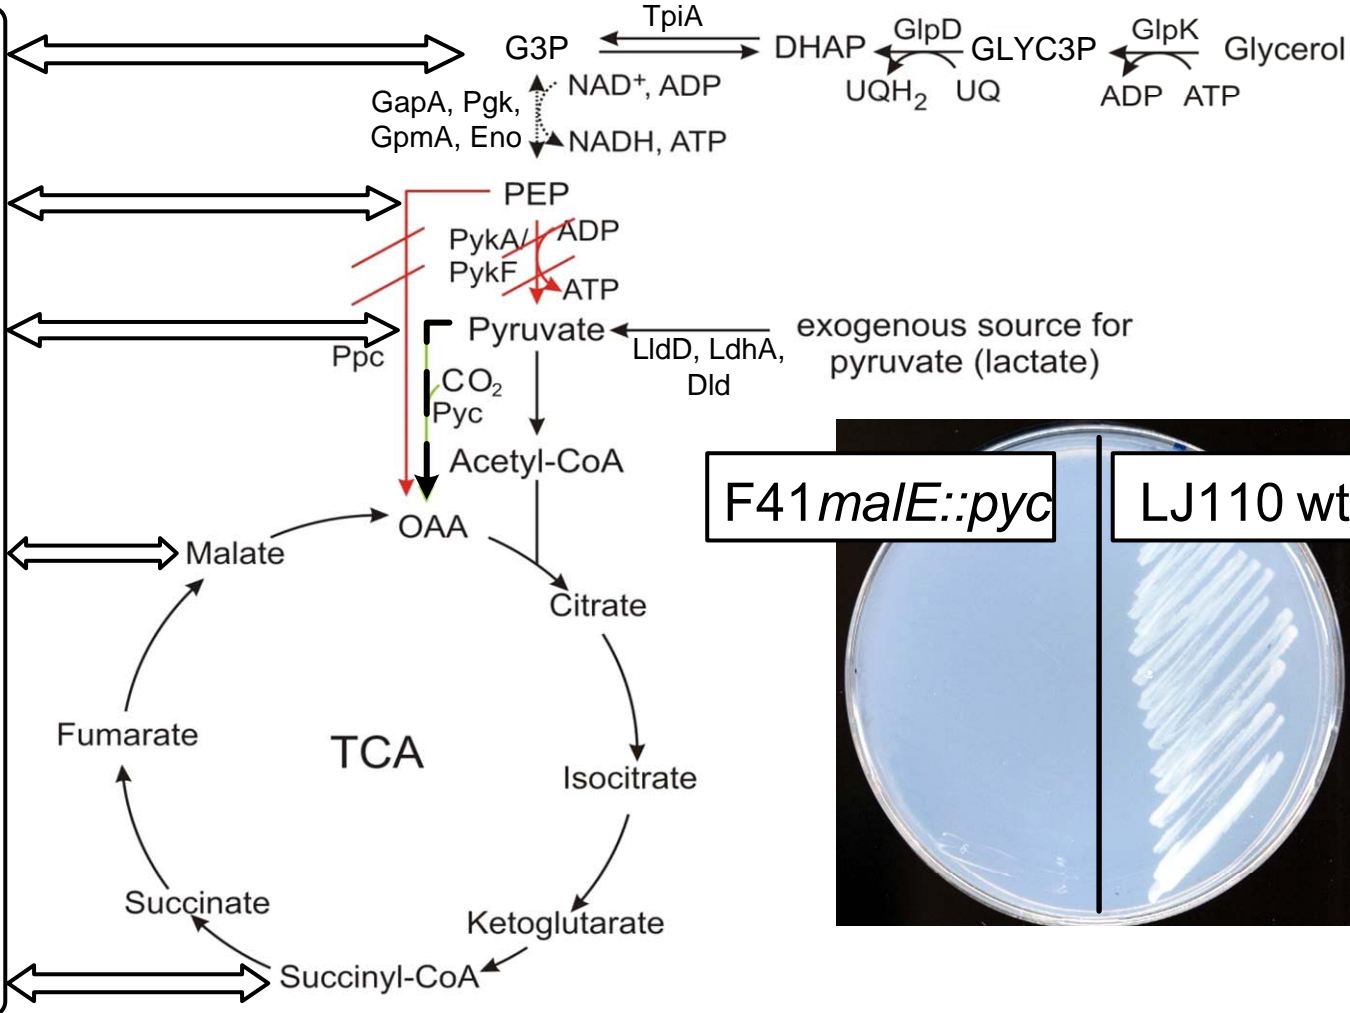 TpiA
G3P
DHAP
GlpD
GLYC3P
GlpK
Glycerol
GapA, Pgk,
GpmA, Eno
NAD+, ADP
NADH, ATP
UQH2
UQ
ADP
ATP
PEP
PykA/
PykF
ADP
ATP
Ppc
Pyruvate
LldD, LdhA,
Dld
exogenous source for
pyruvate (lactate)
CO2
Pyc
Acetyl-CoA
F41malE::pyc
LJ110 wt
OAA
Malate
Citrate
Fumarate
TCA
Isocitrate
Succinate
Ketoglutarate
Succinyl-CoA